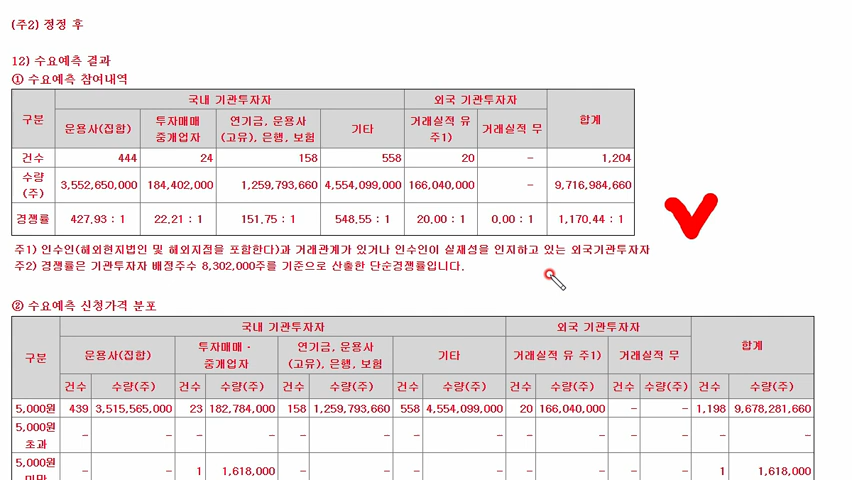 (주2) 정정 후
12) 수요예측 결과
① 수요예측 참여내역
구분 국내 기관투자자 외국 기관투자자 합계
운용사(집합) 투자매매 중개업자 연기금, 운용사 (고유), 은행, 보험 기타 거래실적 유 주1) 거래실적 무
건수 444 24 158 558 20 - 1,204
수량 (주) 3,552,650,000 184,402,000 1,259,793,660 4,554,099,000 166,040,000 - 9,716,984,660
경쟁률 427.93 : 1 22.21 : 1 151.75 : 1 548.55 : 1 20.00 : 1 0.00 : 1 1,170.44 : 1
주1) 인수인(해외현지법인 및 해외지점을 포함한다)과 거래관계가 있거나 인수인이 실재성을 인지하고 있는 외국기관투자자
주2) 경쟁률은 기관투자자 배정주수 8,302,000주를 기준으로 산출한 단순경쟁률입니다.
② 수요예측 신청가격 분포
구분 국내 기관투자자 외국 기관투자자 합계
운용사(집합) 투자매매· 중개업자 연기금, 운용사 (고유), 은행, 보험 기타 거래실적 유 주1) 거래실적 무
건수 수량(주) 건수 수량(주) 건수 수량(주) 건수 수량(주) 건수 수량(주) 건수 수량(주) 건수 수량(주)
5,000원 439 3,515,565,000 23 182,784,000 158 1,259,793,660 558 4,554,099,000 20 166,040,000 - - 1,198 9,678,281,660
5,000원 초과 - - - - - - - - - - - - - -
5,000원 미만 - - 1 1,618,000 - - - - - - - - 1 1,618,000